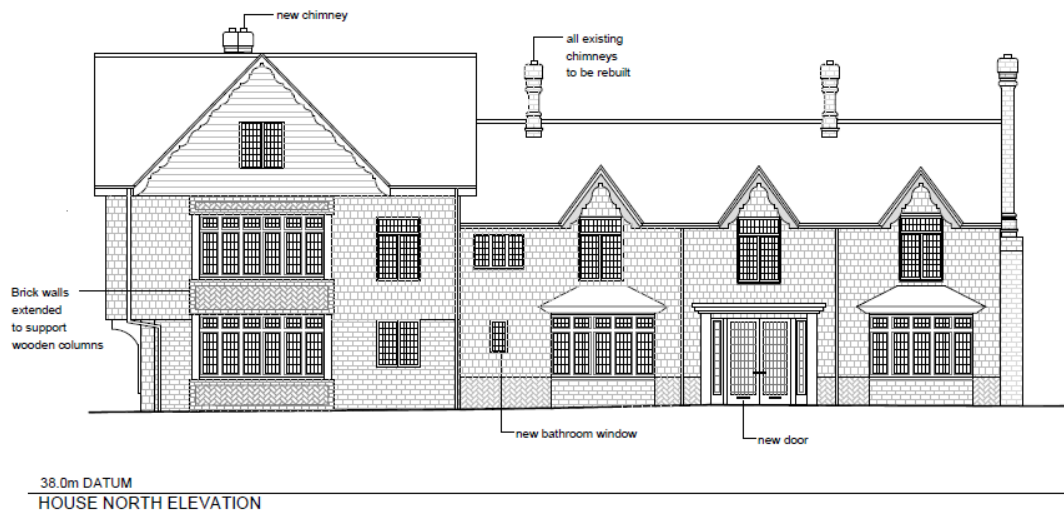 new chimney
all existing
chimneys
to be rebuilt
Brick walls
extended
to support
wooden columns
new bathroom window
new door
38.0m DATUM
HOUSE NORTH ELEVATION